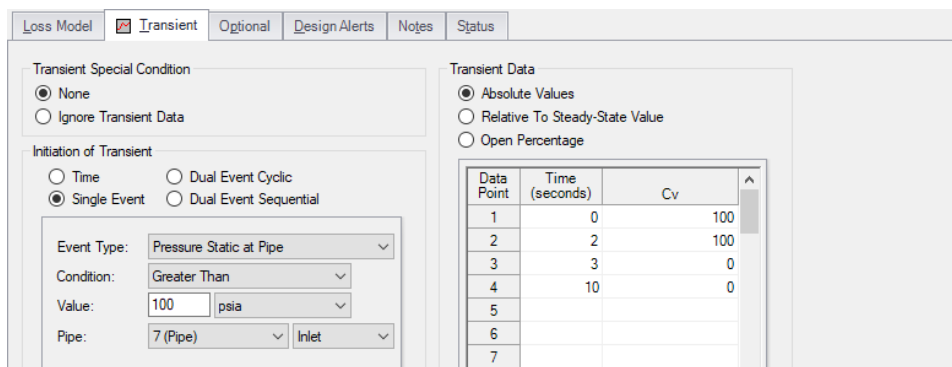 Loss Model Transient Optional Design Alerts Notes Status
Transient Special Condition
None
Ignore Transient Data
Initiation of Transient
Time Dual Event Cyclic
Single Event Dual Event Sequential
Event Type: Pressure Static at Pipe
Condition: Greater Than
Value: 100 psia
Pipe: 7 (Pipe) Inlet
Transient Data
Absolute Values
Relative To Steady-State Value
Open Percentage
Data Point Time (seconds) Cv
1 0 100
2 2 100
3 3 0
4 10 0
5
6
7